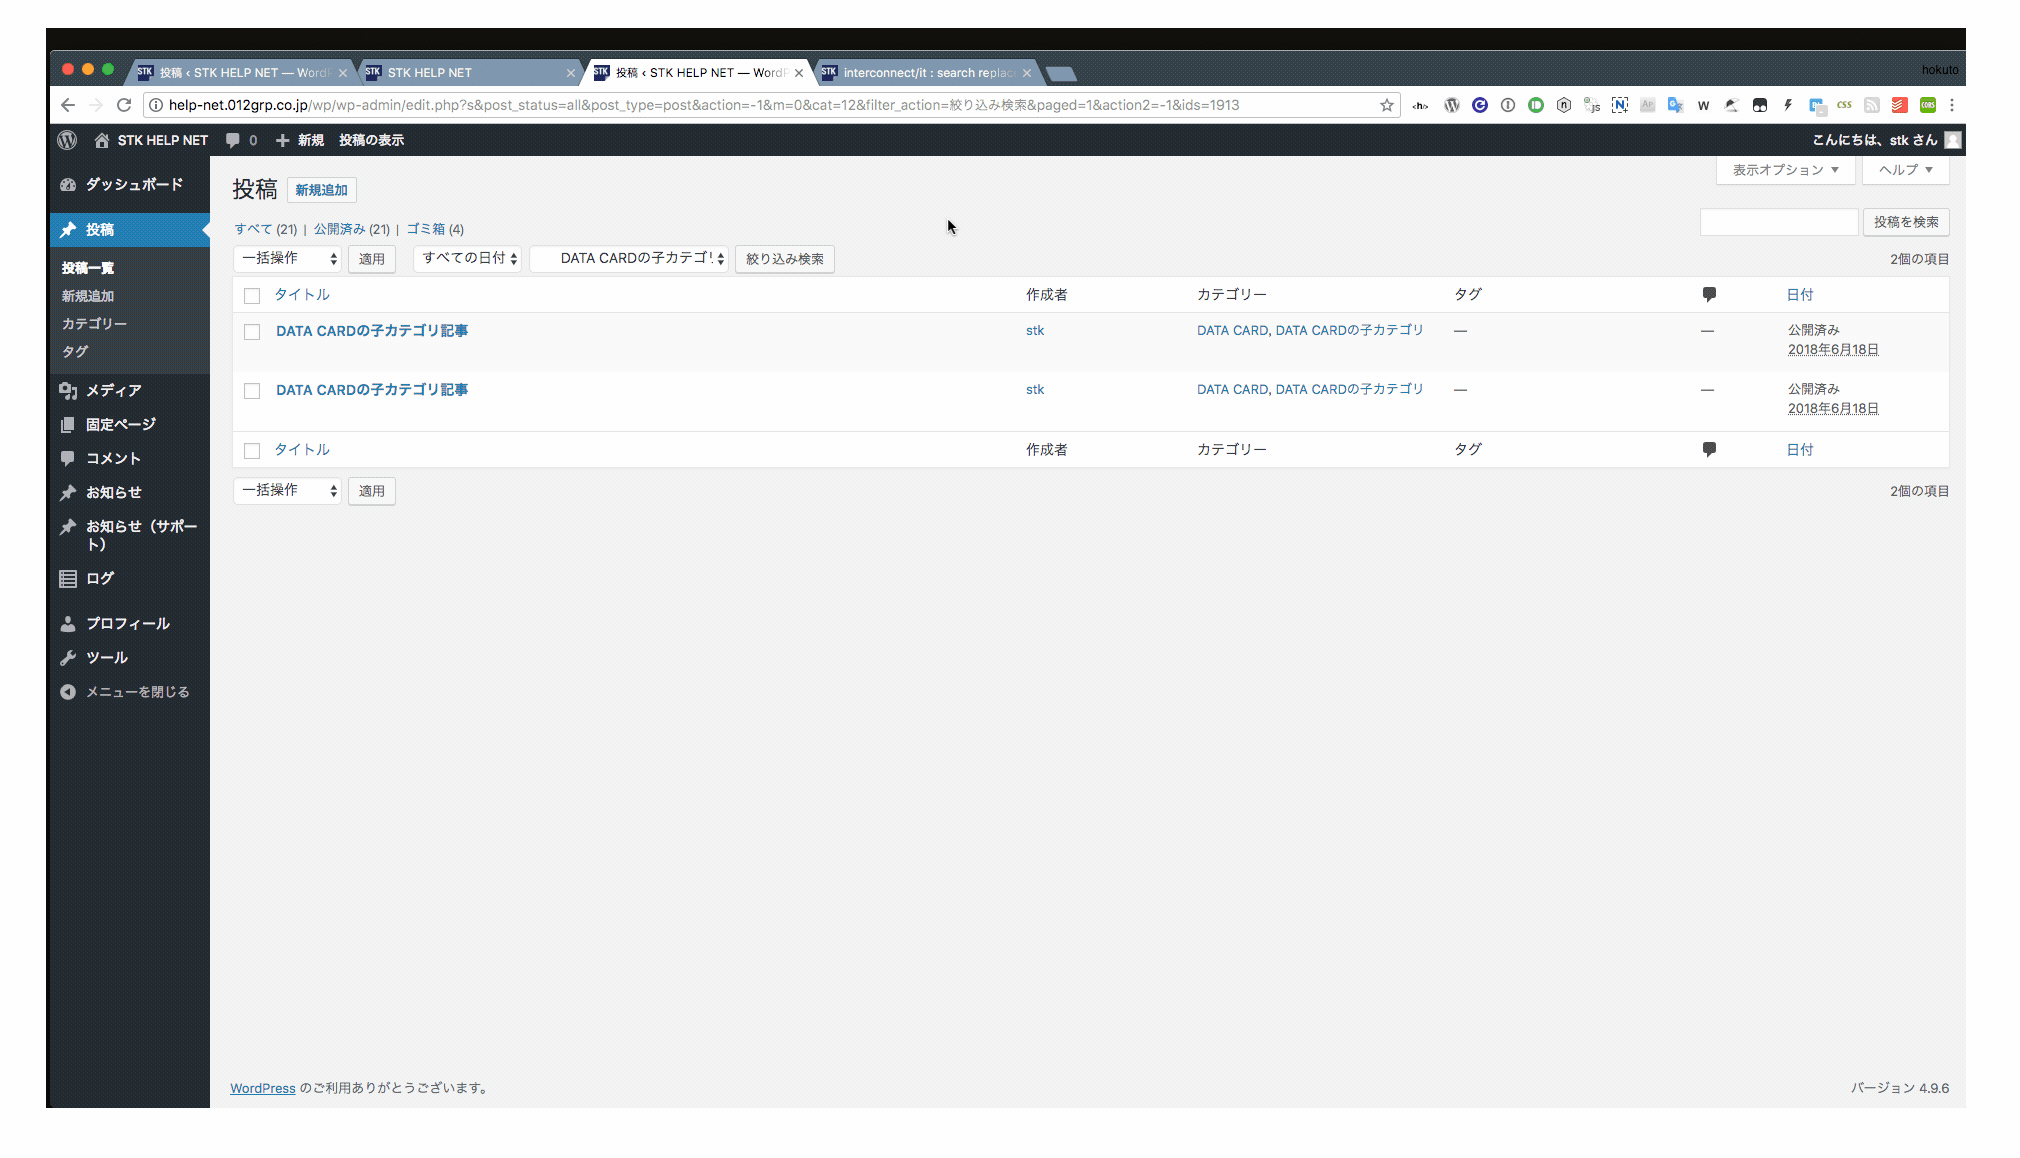 hokuto
STK 投稿 ‹ STK HELP NET — Word
STK STK HELP NET
STK 投稿 ‹ STK HELP NET — WordP
STK interconnect/it : search replac
help-net.012grp.co.jp/wp/wp-admin/edit.php?s&post_status=all&post_type=post&action=-1&m=0&cat=12&filter_action=絞り込み検索&paged=1&action2=-1&ids=1913
STK HELP NET 0 新規 投稿の表示
こんにちは、stk さん
ダッシュボード
投稿
投稿一覧
新規追加
カテゴリー
タグ
メディア
固定ページ
コメント
お知らせ
お知らせ（サポー
ト）
ログ
プロフィール
ツール
メニューを閉じる
表示オプション ヘルプ
投稿 新規追加
すべて (21) | 公開済み (21) | ゴミ箱 (4)
投稿を検索
一括操作 適用 すべての日付 DATA CARDの子カテゴリ 絞り込み検索
2個の項目
タイトル 作成者 カテゴリー タグ 日付
DATA CARDの子カテゴリ記事 stk DATA CARD, DATA CARDの子カテゴリ — — 公開済み
2018年6月18日
DATA CARDの子カテゴリ記事 stk DATA CARD, DATA CARDの子カテゴリ — — 公開済み
2018年6月18日
タイトル 作成者 カテゴリー タグ 日付
一括操作 適用
2個の項目
WordPress のご利用ありがとうございます。
バージョン 4.9.6